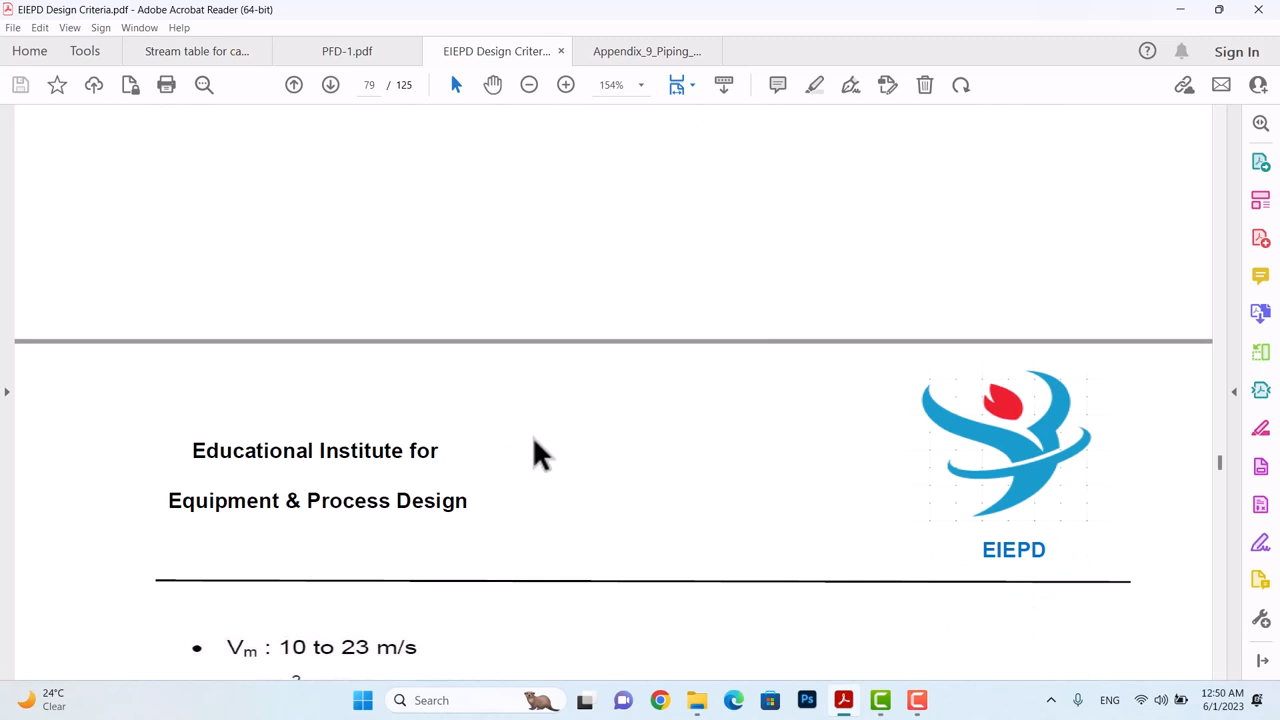 EIEPD Design Criteria.pdf - Adobe Acrobat Reader (64-bit)
File Edit View Sign Window Help
Home Tools Stream table for ca... PFD-1.pdf EIEPD Design Criter... × Appendix_9_Piping_... Sign In
79 / 125 154%
Educational Institute for
Equipment & Process Design
EIEPD
• Vm : 10 to 23 m/s
24°C
Clear
Search
Ps
ENG
12:50 AM
6/1/2023